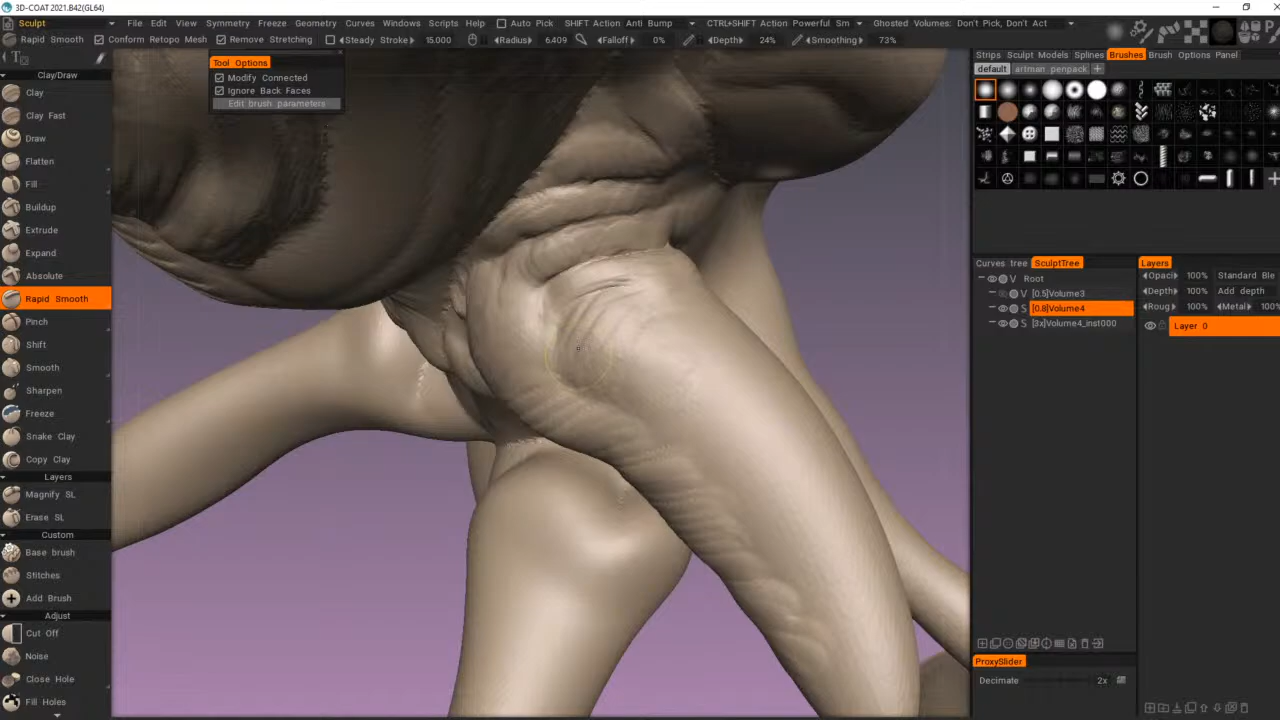 3D-COAT 2021.B42(GL64)
Sculpt File Edit View Symmetry Freeze Geometry Curves Windows Scripts Help Auto Pick SHIFT Action Anti Bump CTRL+SHIFT Action Powerful Sm Ghosted Volumes: Don't Pick, Don't Act
Rapid Smooth Conform Retopo Mesh Remove Stretching Steady Stroke 15.000 Radius 6.409 Falloff 0% Depth 24% Smoothing 73%
T
Tool Options
Modify Connected
Ignore Back Faces
Edit brush parameters
Clay/Draw
Clay
Clay Fast
Draw
Flatten
Fill
Buildup
Extrude
Expand
Absolute
Rapid Smooth
Pinch
Shift
Smooth
Sharpen
Freeze
Snake Clay
Copy Clay
Layers
Magnify SL
Erase SL
Custom
Base brush
Stitches
Add Brush
Adjust
Cut Off
Noise
Close Hole
Fill Holes
Strips Sculpt Models Splines Brushes Brush Options Panel
default artman penpack +
Curves tree SculptTree
V Root
V [0.5]Volume3
S [0.8]Volume4
S [3x]Volume4_inst000
Layers
Opaci 100% Standard Ble
Depth 100% Add depth
Roug 100% Metal 100%
Layer 0
ProxySlider
Decimate 2x